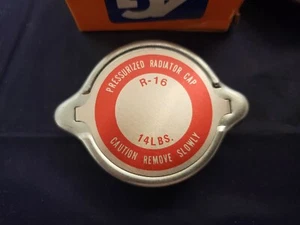 PRESSURIZED RADIATOR CAP
R-16
14LBS.
CAUTION REMOVE SLOWLY